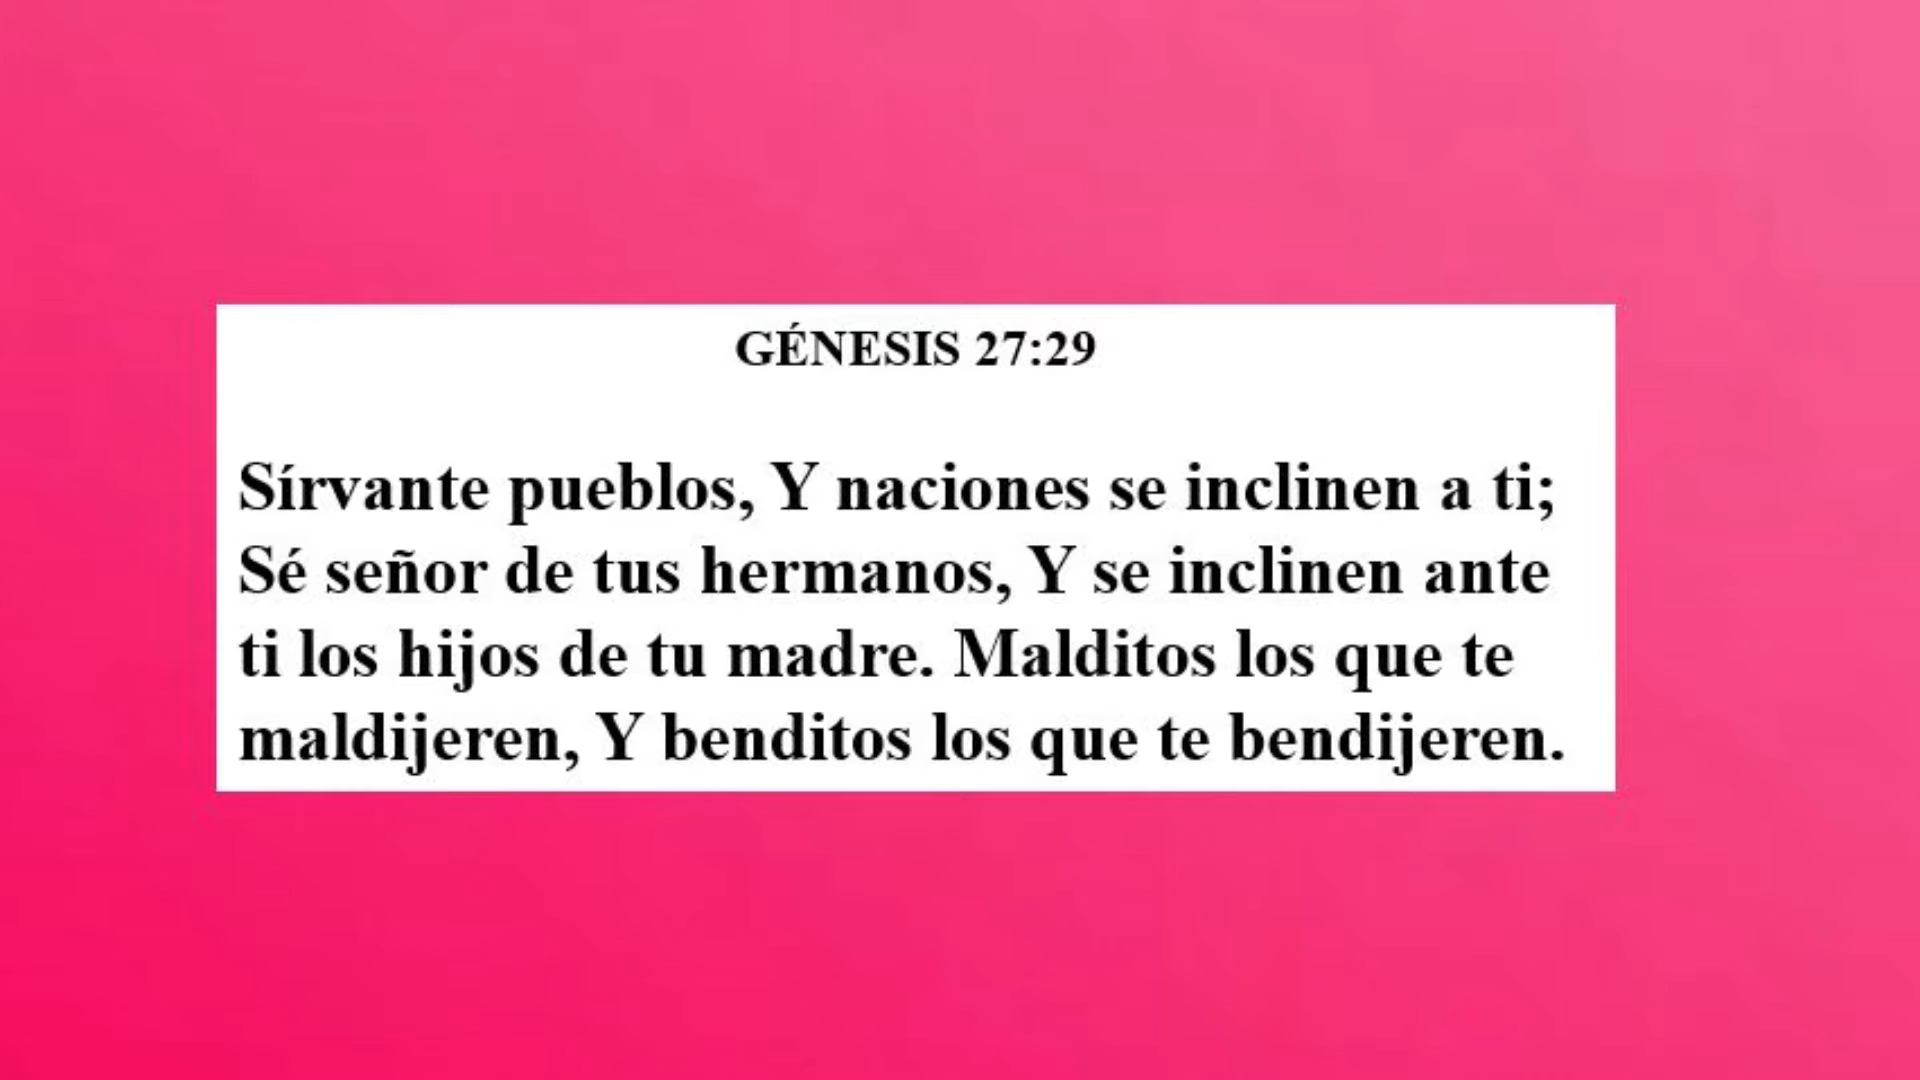 GÉNESIS 27:29
Sírvante pueblos, Y naciones se inclinen a ti;
Sé señor de tus hermanos, Y se inclinen ante
ti los hijos de tu madre. Malditos los que te
maldijeren, Y benditos los que te bendijeren.